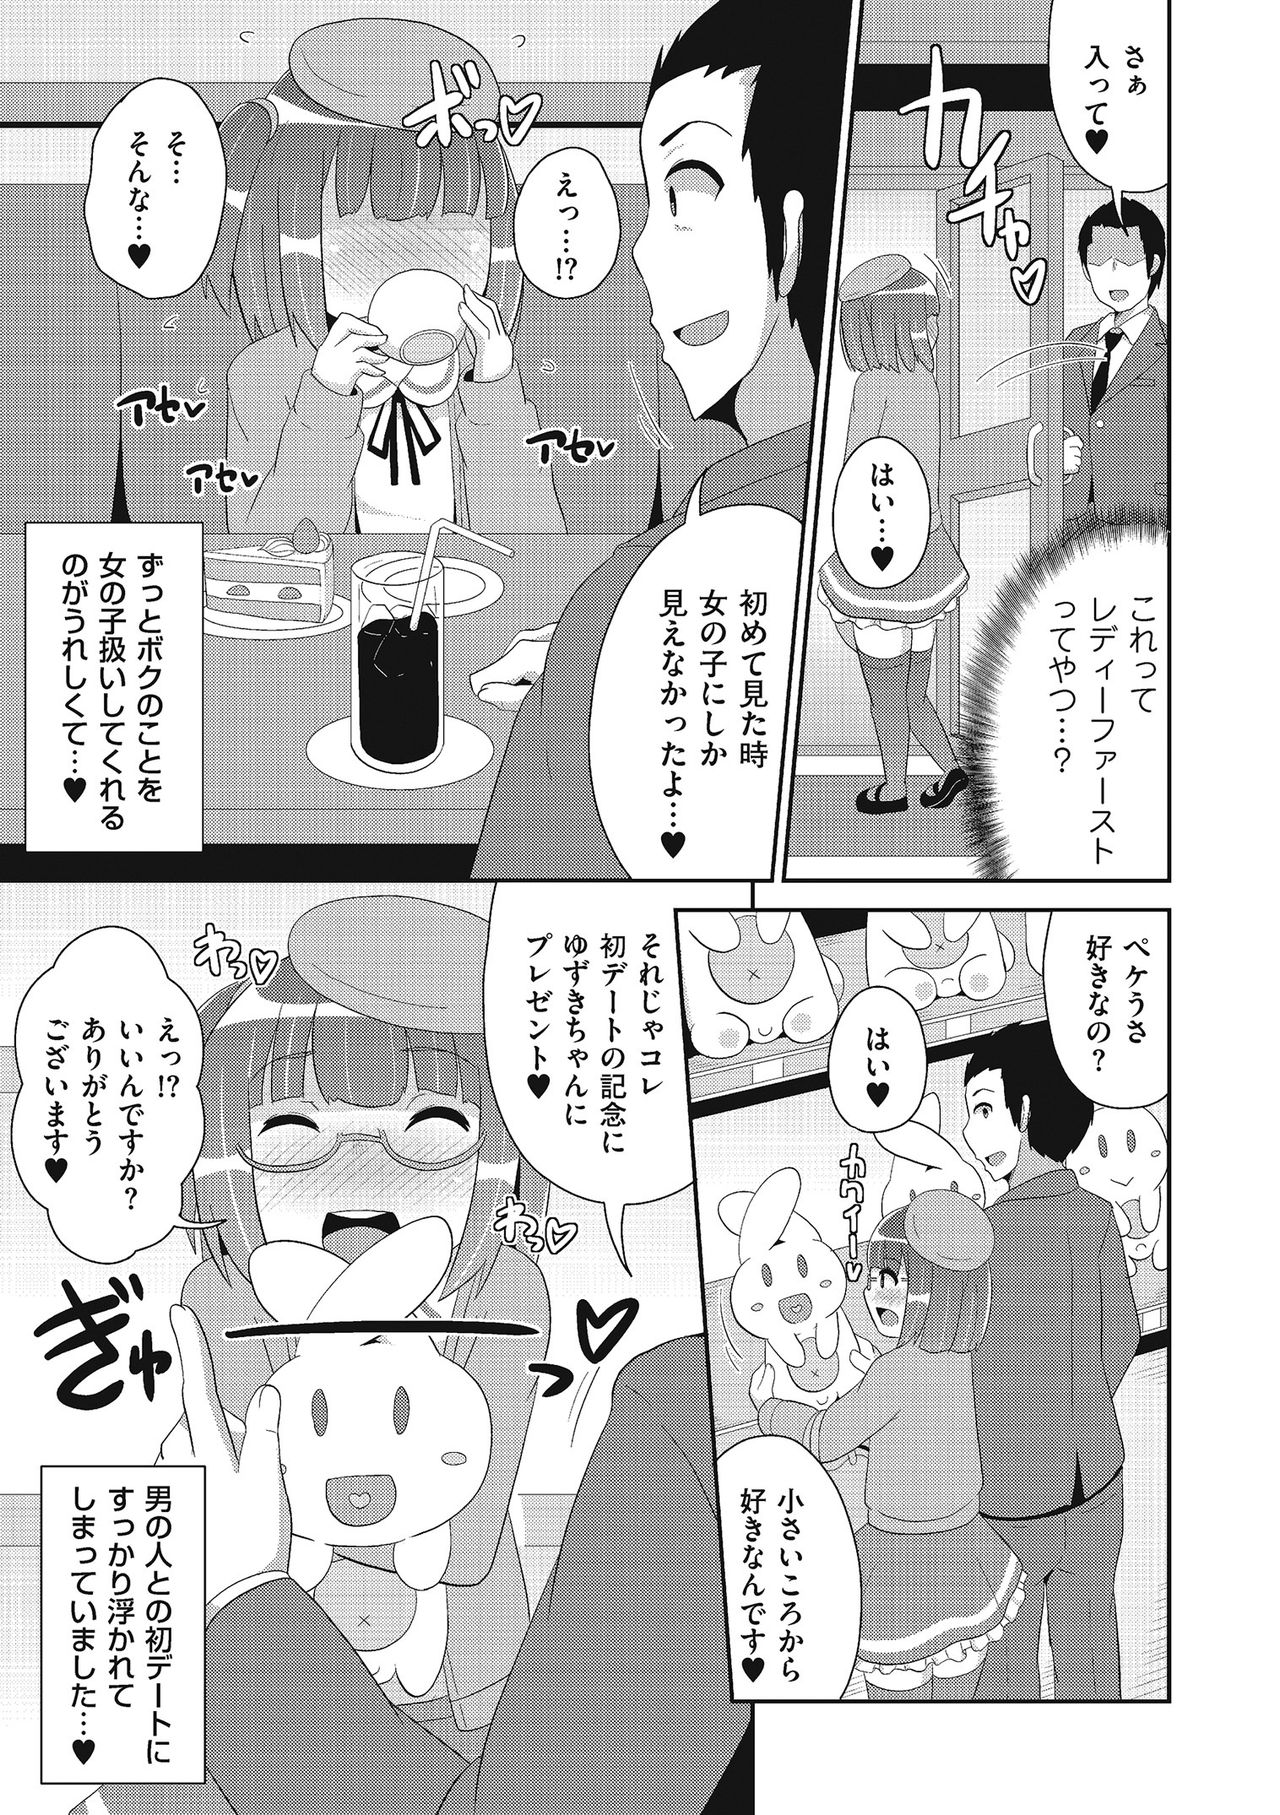 さぁ
入って♥
カチャ♡
はい…♥
これって
レディーファースト
ってやつ…？
初めて見た時
女の子にしか
見えなかったよ…♥
えっ…!?
ボっ♡
そ…
そんな…♥
アセ
アセ
アセ
ずっとボクのことを
女の子扱いしてくれる
のがうれしくて…♥
ペケうさ
好きなの？
はい♥
カワイー♡
小さいころから
好きなんです♥
それじゃコレ
初デートの記念に
ゆずきちゃんに
プレゼント♥
わっ♡
えっ!?
いいんですか？
ありがとう
ございます♥
わっ♡
ぎゅーっ♡
男の人との初デートに
すっかり浮かれて
しまっていました…♥